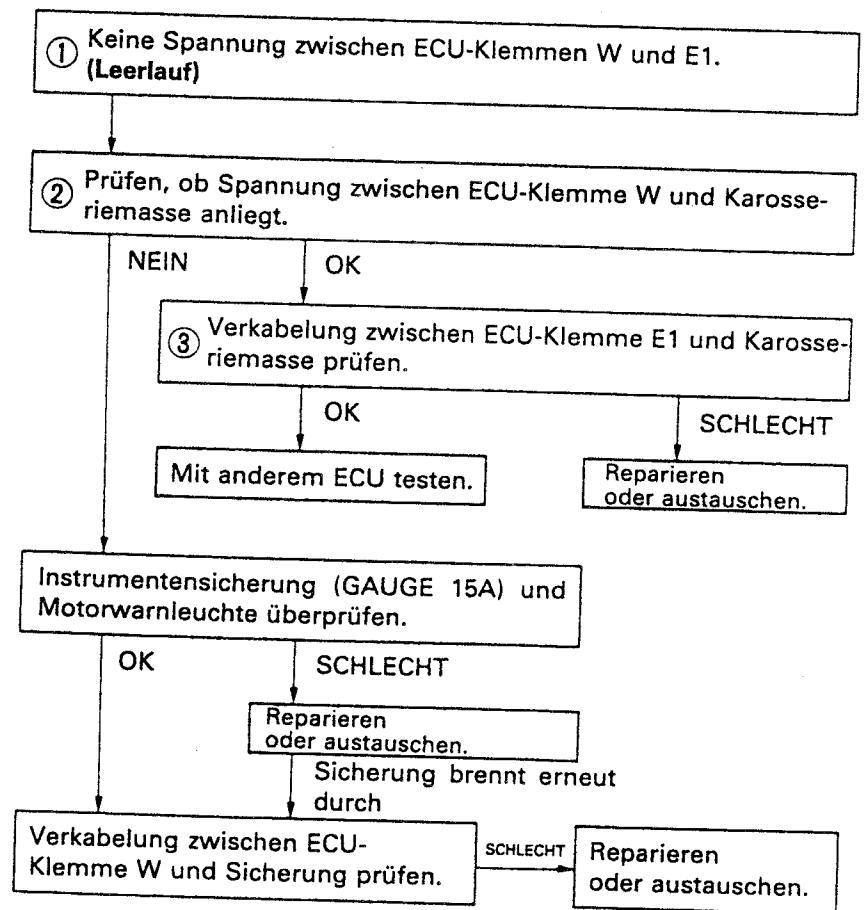 ① Keine Spannung zwischen ECU-Klemmen W und E1.
(Leerlauf)
② Prüfen, ob Spannung zwischen ECU-Klemme W und Karosse-
riemasse anliegt.
NEIN
OK
③ Verkabelung zwischen ECU-Klemme E1 und Karosse-
riemasse prüfen.
OK
SCHLECHT
Mit anderem ECU testen.
Reparieren
oder austauschen.
Instrumentensicherung (GAUGE 15A) und
Motorwarnleuchte überprüfen.
OK
SCHLECHT
Reparieren
oder austauschen.
Sicherung brennt erneut
durch
Verkabelung zwischen ECU-
Klemme W und Sicherung prüfen.
SCHLECHT
Reparieren
oder austauschen.